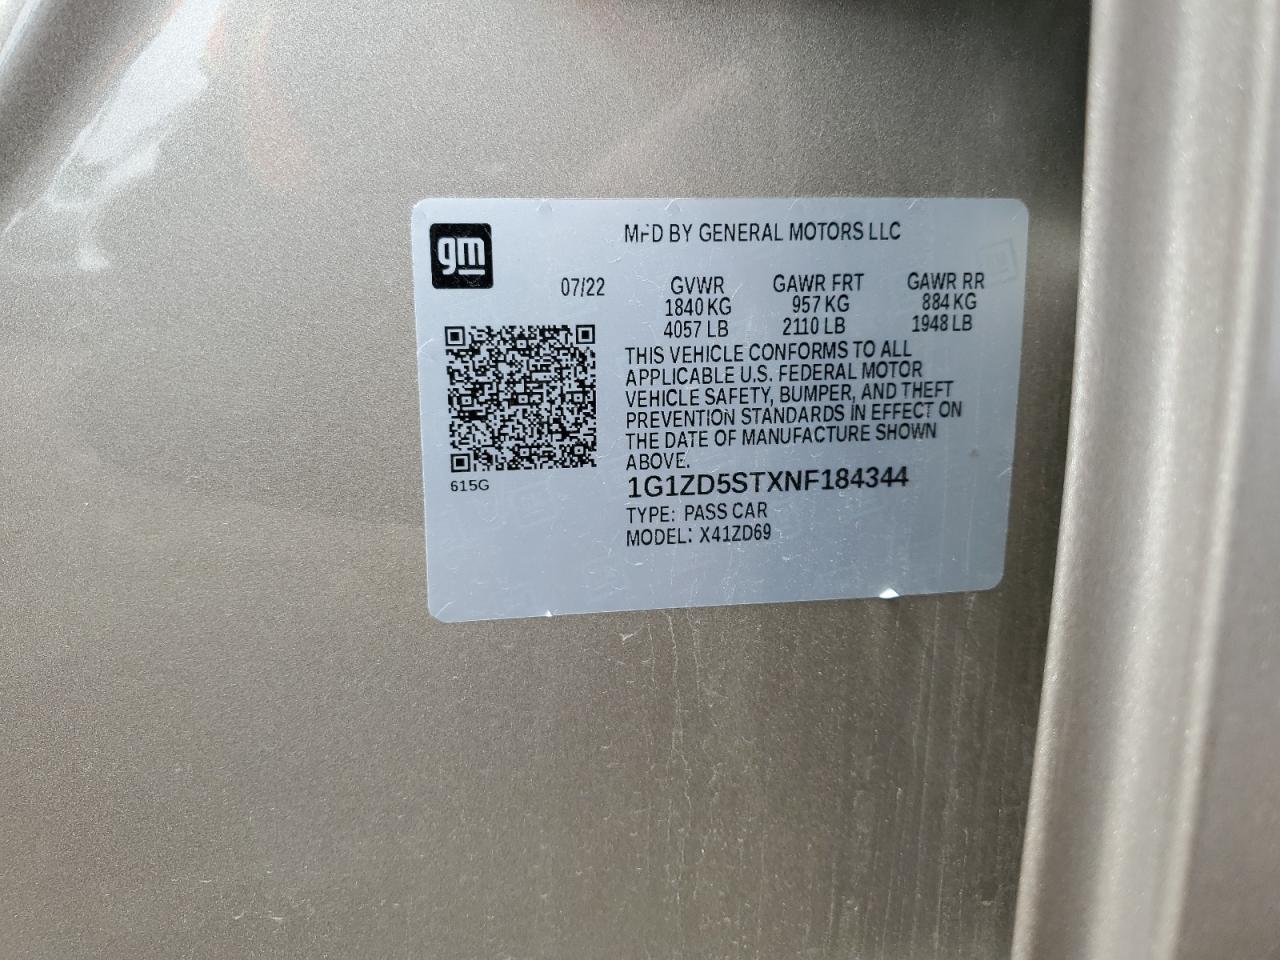 gm
MFD BY GENERAL MOTORS LLC
07/22 GVWR GAWR FRT GAWR RR
1840 KG 957 KG 884 KG
4057 LB 2110 LB 1948 LB
THIS VEHICLE CONFORMS TO ALL
APPLICABLE U.S. FEDERAL MOTOR
VEHICLE SAFETY, BUMPER, AND THEFT
PREVENTION STANDARDS IN EFFECT ON
THE DATE OF MANUFACTURE SHOWN
ABOVE.
615G
1G1ZD5STXNF184344
TYPE: PASS CAR
MODEL: X41ZD69